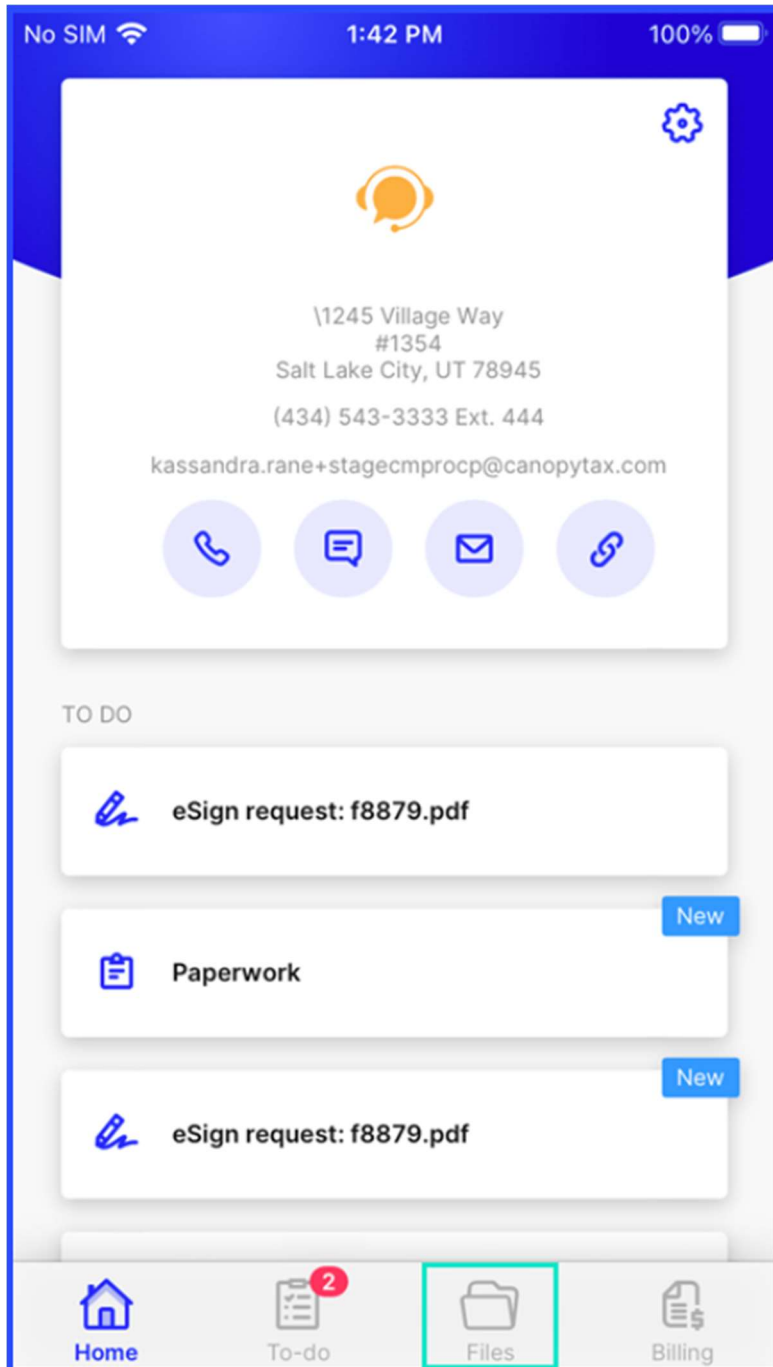 No SIM 1:42 PM 100%
\1245 Village Way
#1354
Salt Lake City, UT 78945
(434) 543-3333 Ext. 444
kassandra.rane+stagecmprocp@canopytax.com
TO DO
eSign request: f8879.pdf
New
Paperwork
New
eSign request: f8879.pdf
2
Home To-do Files Billing